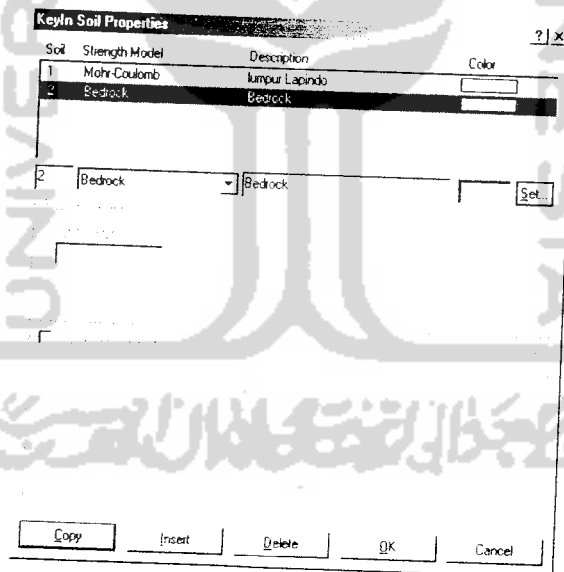 KeyIn Soil Properties
? ×
Soil Strength Model Description Color
1 Mohr-Coulomb lumpur Lapindo
2 Bedrock Bedrock
2 Bedrock Bedrock Set...
Copy Insert Delete OK Cancel